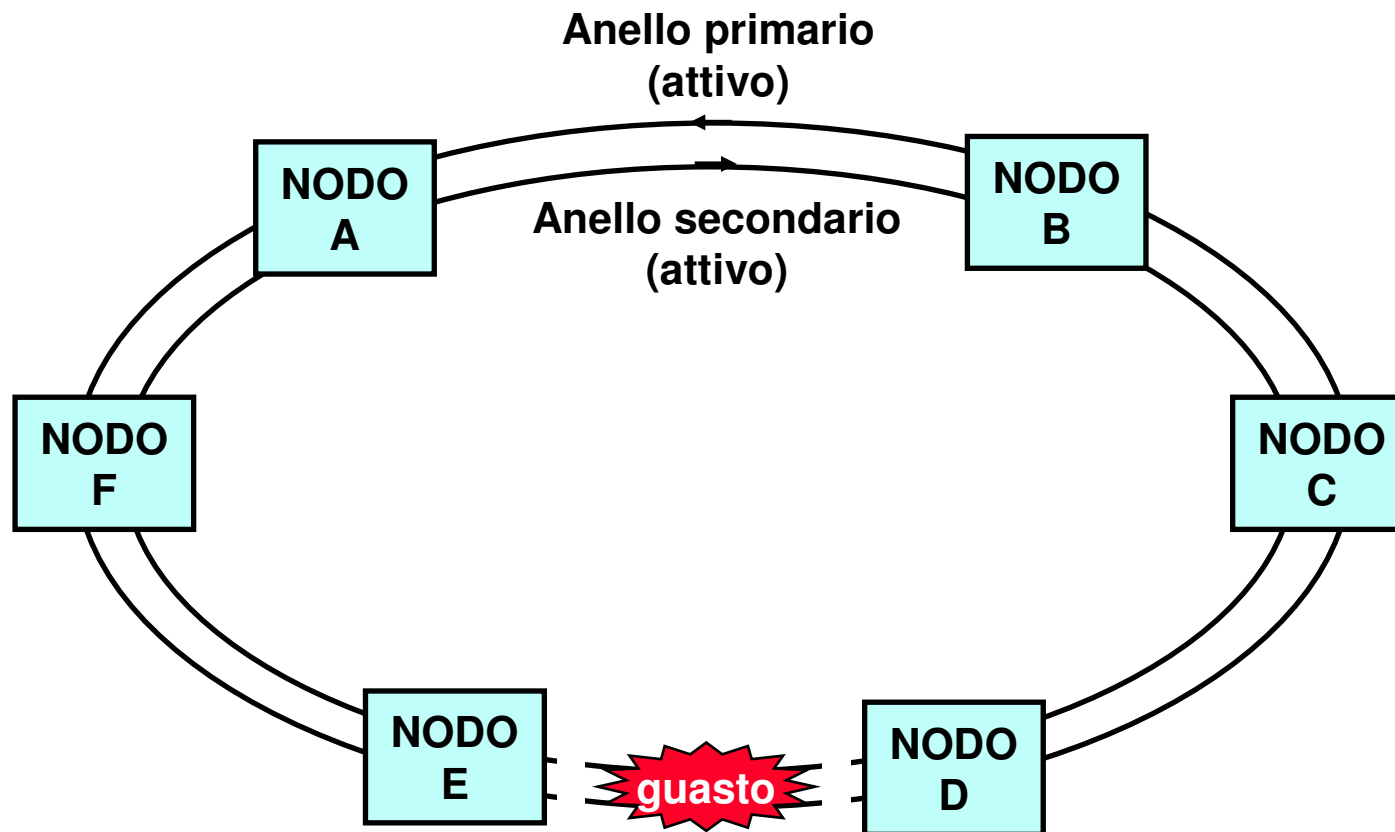 Anello primario
(attivo)
NODO
A
NODO
B
Anello secondario
(attivo)
NODO
F
NODO
C
NODO
E
guasto
NODO
D